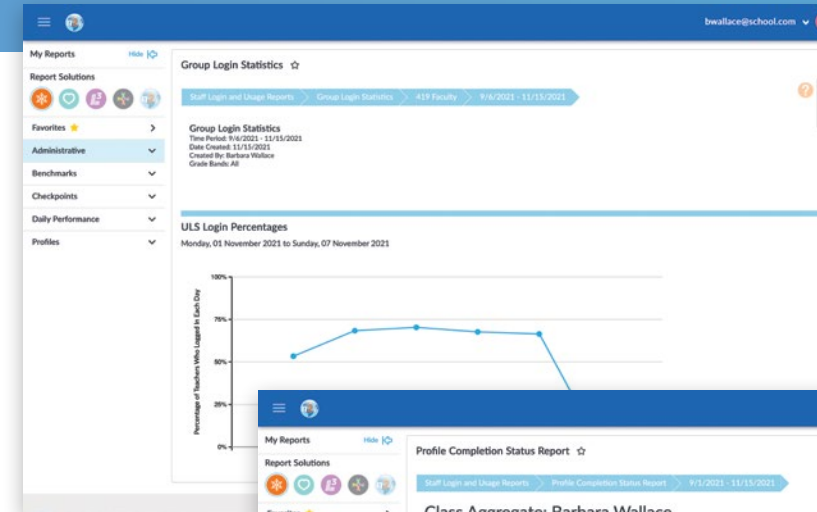 bwallace@school.com
My Reports
Hide
Report Solutions
Favorites
Administrative
Benchmarks
Checkpoints
Daily Performance
Profiles
Group Login Statistics
Staff Login and Usage Reports
Group Login Statistics
419 Faculty
9/6/2021 - 11/15/2021
Group Login Statistics
Time Period: 9/6/2021 - 11/15/2021
Date Created: 11/15/2021
Created By: Barbara Wallace
Grade Bands: All
ULS Login Percentages
Monday, 01 November 2021 to Sunday, 07 November 2021
Percentage of Teachers Who Logged In Each Day
100%
75%
50%
25%
0%
My Reports
Hide
Report Solutions
Profile Completion Status Report
Staff Login and Usage Reports
Profile Completion Status Report
9/1/2021 - 11/15/2021
Class Aggregate: Barbara Wallace